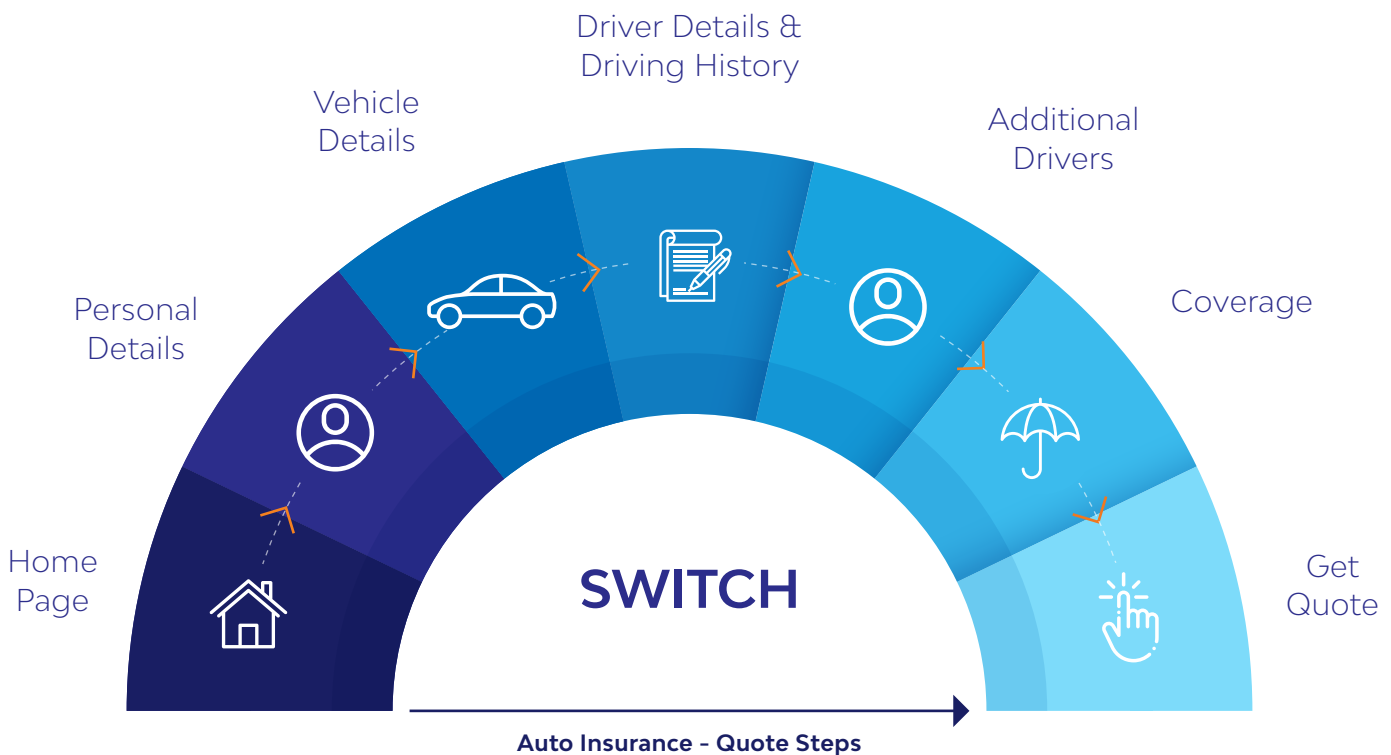 Home
Page
Personal
Details
Vehicle
Details
Driver Details &
Driving History
Additional
Drivers
Coverage
Get
Quote
SWITCH
Auto Insurance - Quote Steps